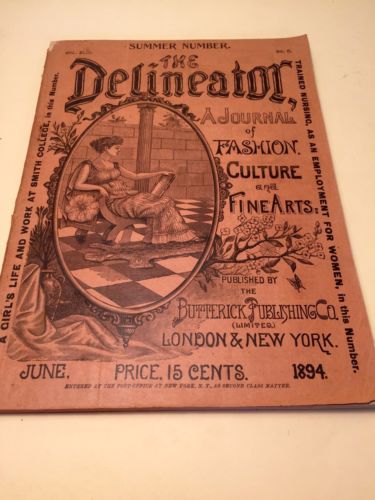 SUMMER NUMBER.
THE
Delineator,
A JOURNAL
of
FASHION.
CULTURE
and
FINE ARTS.
PUBLISHED BY
THE
BUTTERICK PUBLISHING CO.
(LIMITED)
LONDON & NEW YORK.
JUNE. PRICE, 15 CENTS. 1894.
ENTERED AT THE POST-OFFICE AT NEW YORK, N. Y., AS SECOND CLASS MATTER.
A GIRL'S LIFE AND WORK AT SMITH COLLEGE, in this Number.
TRAINED NURSING, AS AN EMPLOYMENT FOR WOMEN, in this Number.